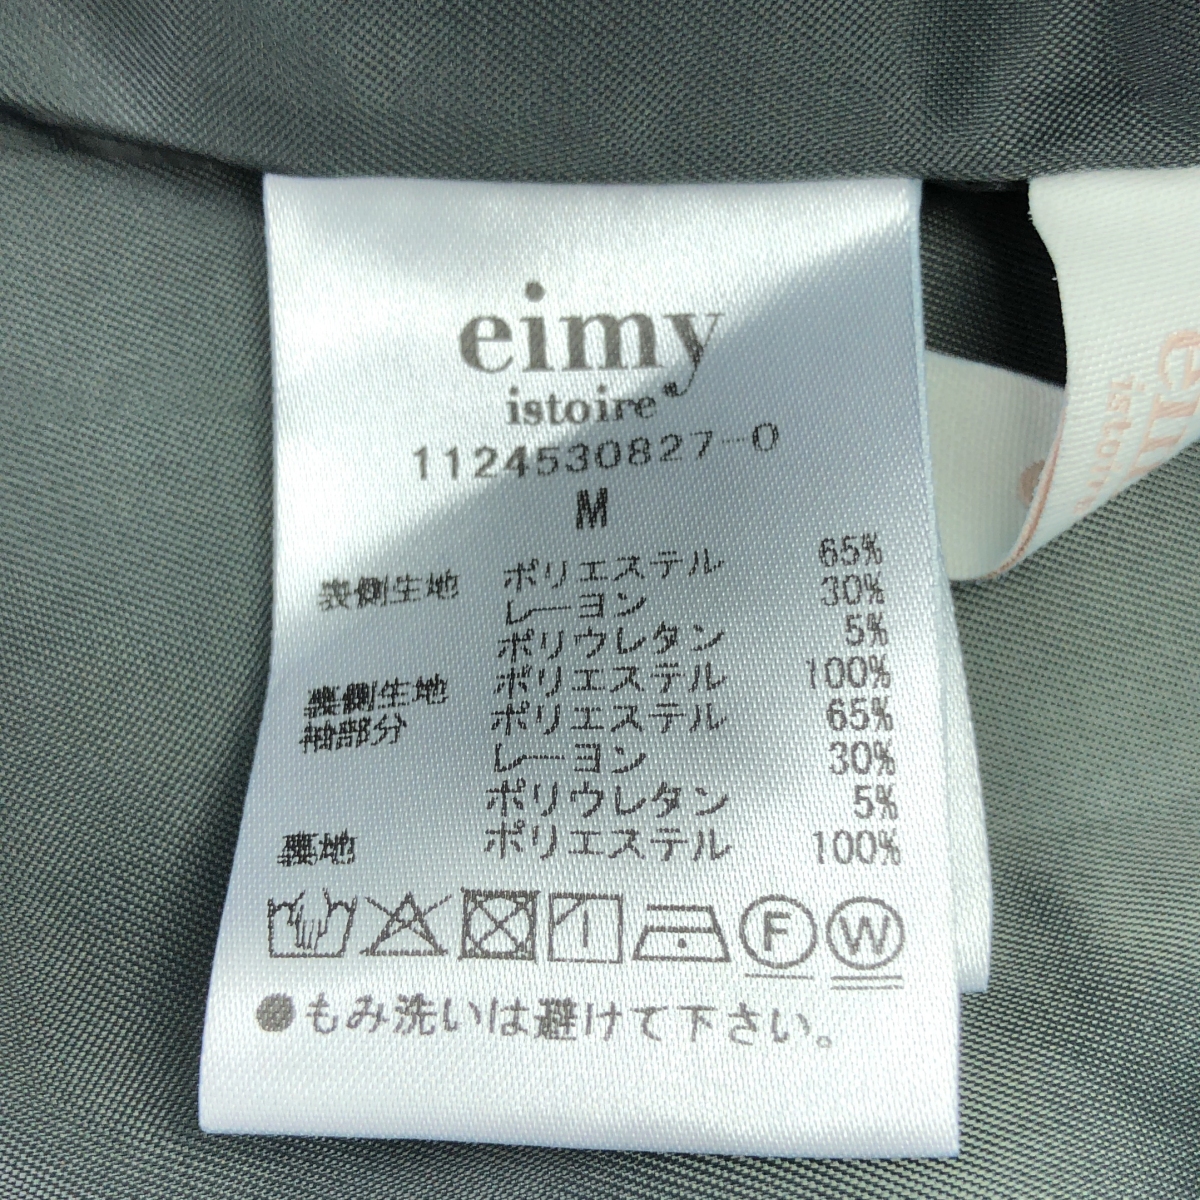 eimy
istoire
1124530827-0
M
表側生地 ポリエステル 65%
レーヨン 30%
ポリウレタン 5%
裏側生地 ポリエステル 100%
袖部分 ポリエステル 65%
レーヨン 30%
ポリウレタン 5%
裏地 ポリエステル 100%
F W
●もみ洗いは避けて下さい。